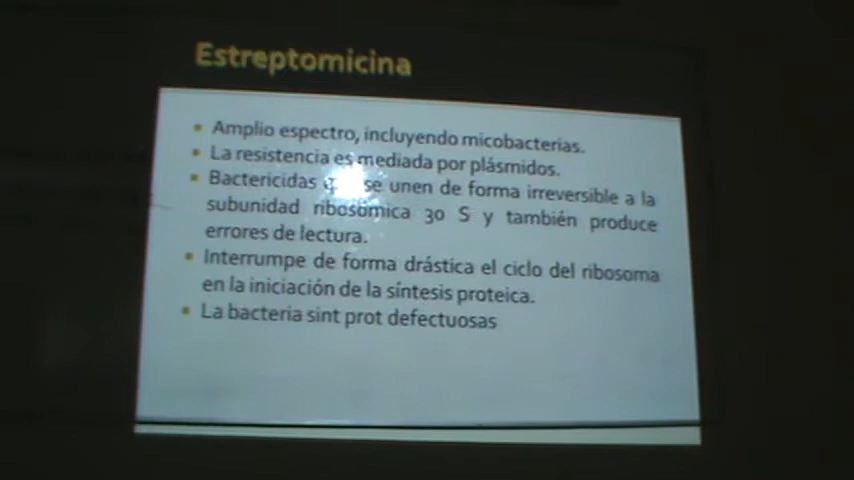 Estreptomicina
Amplio espectro, incluyendo micobacterias.
La resistencia es mediada por plásmidos.
Bactericidas se unen de forma irreversible a la
subunidad ribosómica 30 S y también produce
errores de lectura.
Interrumpe de forma drástica el ciclo del ribosoma
en la iniciación de la síntesis proteica.
La bacteria sint prot defectuosas